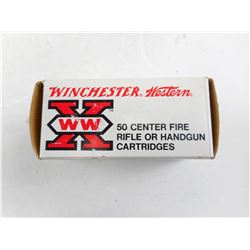 WINCHESTER® Western®
X
WW
50 CENTER FIRE
RIFLE OR HANDGUN
CARTRIDGES